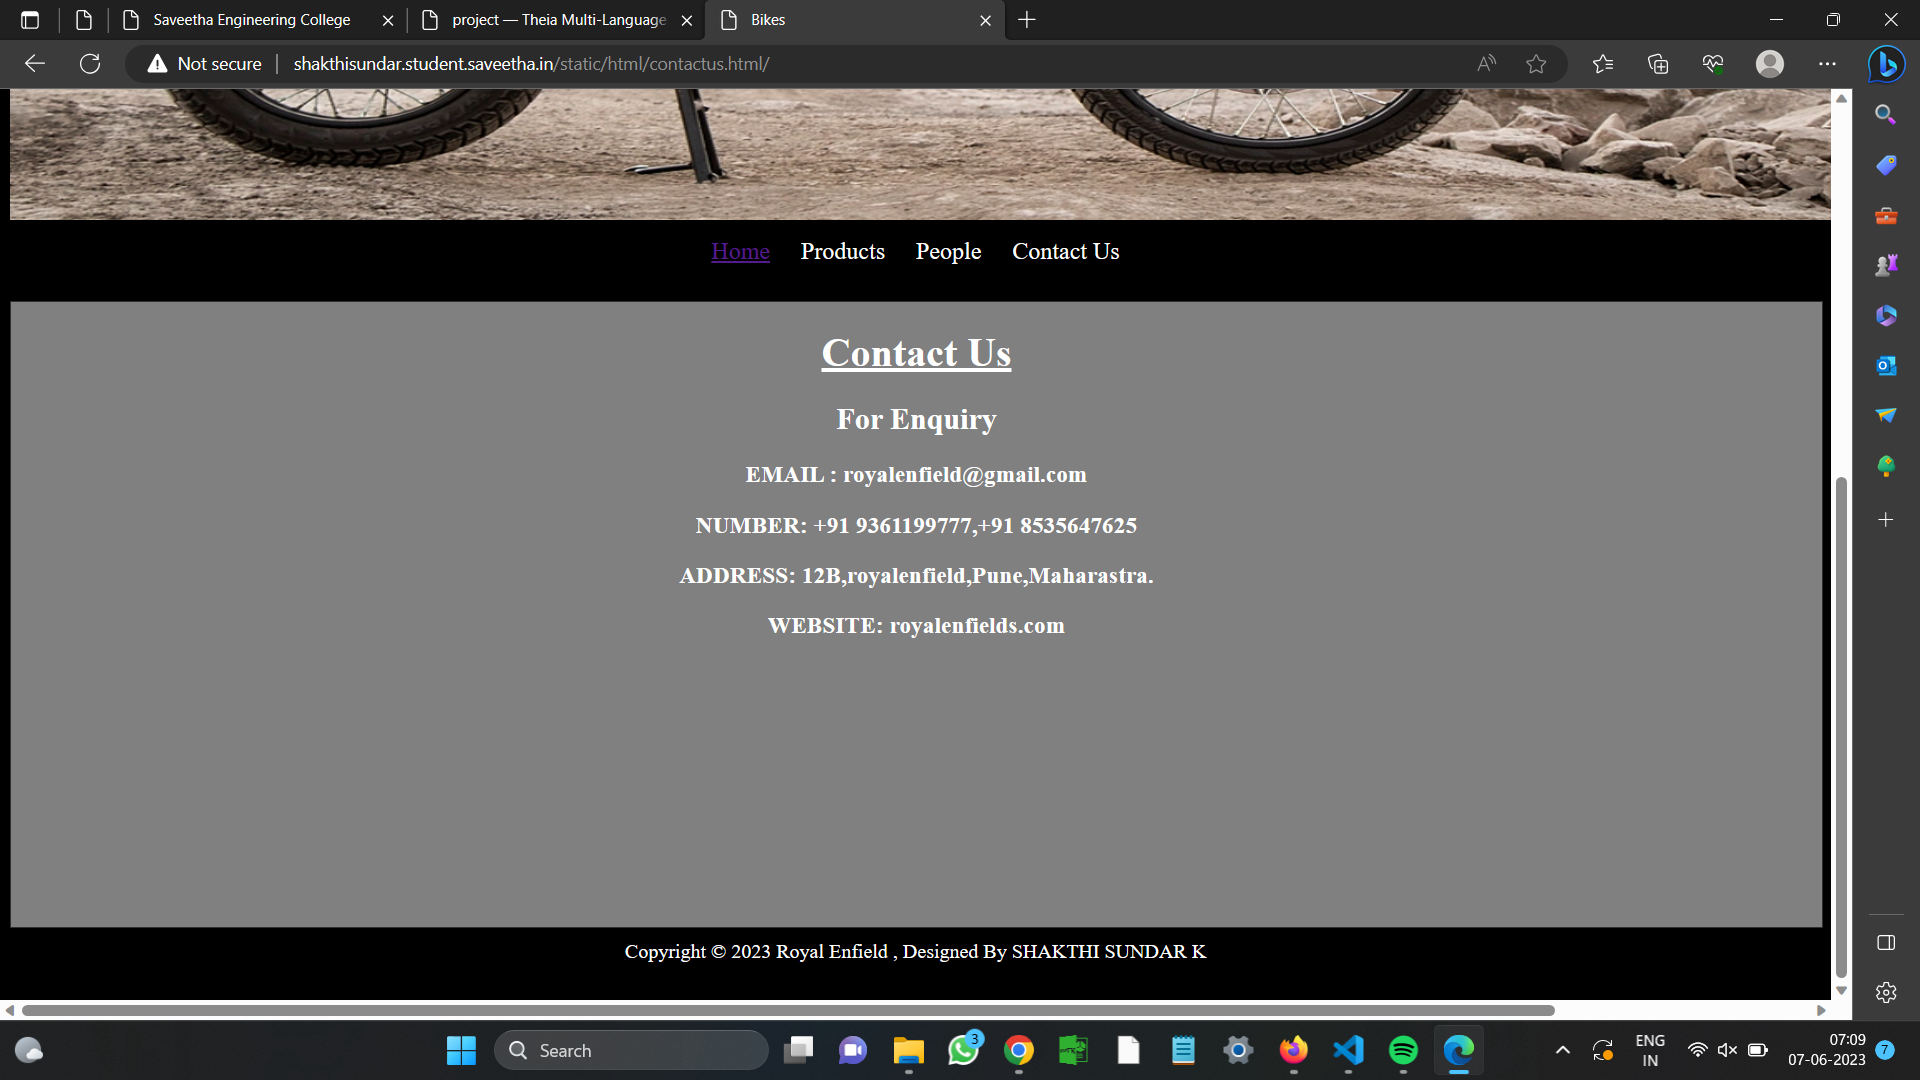 Saveetha Engineering College
project — Theia Multi-Language
Bikes
Not secure
shakthisundar.student.saveetha.in/static/html/contactus.html/
Home Products People Contact Us
Contact Us
For Enquiry
EMAIL : royalenfield@gmail.com
NUMBER: +91 9361199777,+91 8535647625
ADDRESS: 12B,royalenfield,Pune,Maharastra.
WEBSITE: royalenfields.com
Copyright © 2023 Royal Enfield , Designed By SHAKTHI SUNDAR K
Search
3
ENG
IN
07:09
07-06-2023
7